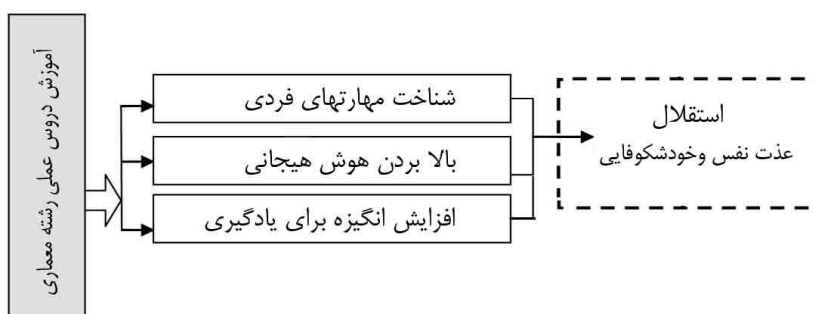 آموزش دروس عملی رشته معماری
شناخت مهارتهای فردی
بالا بردن هوش هیجانی
افزایش انگیزه برای یادگیری
استقلال
عذت نفس وخودشکوفایی